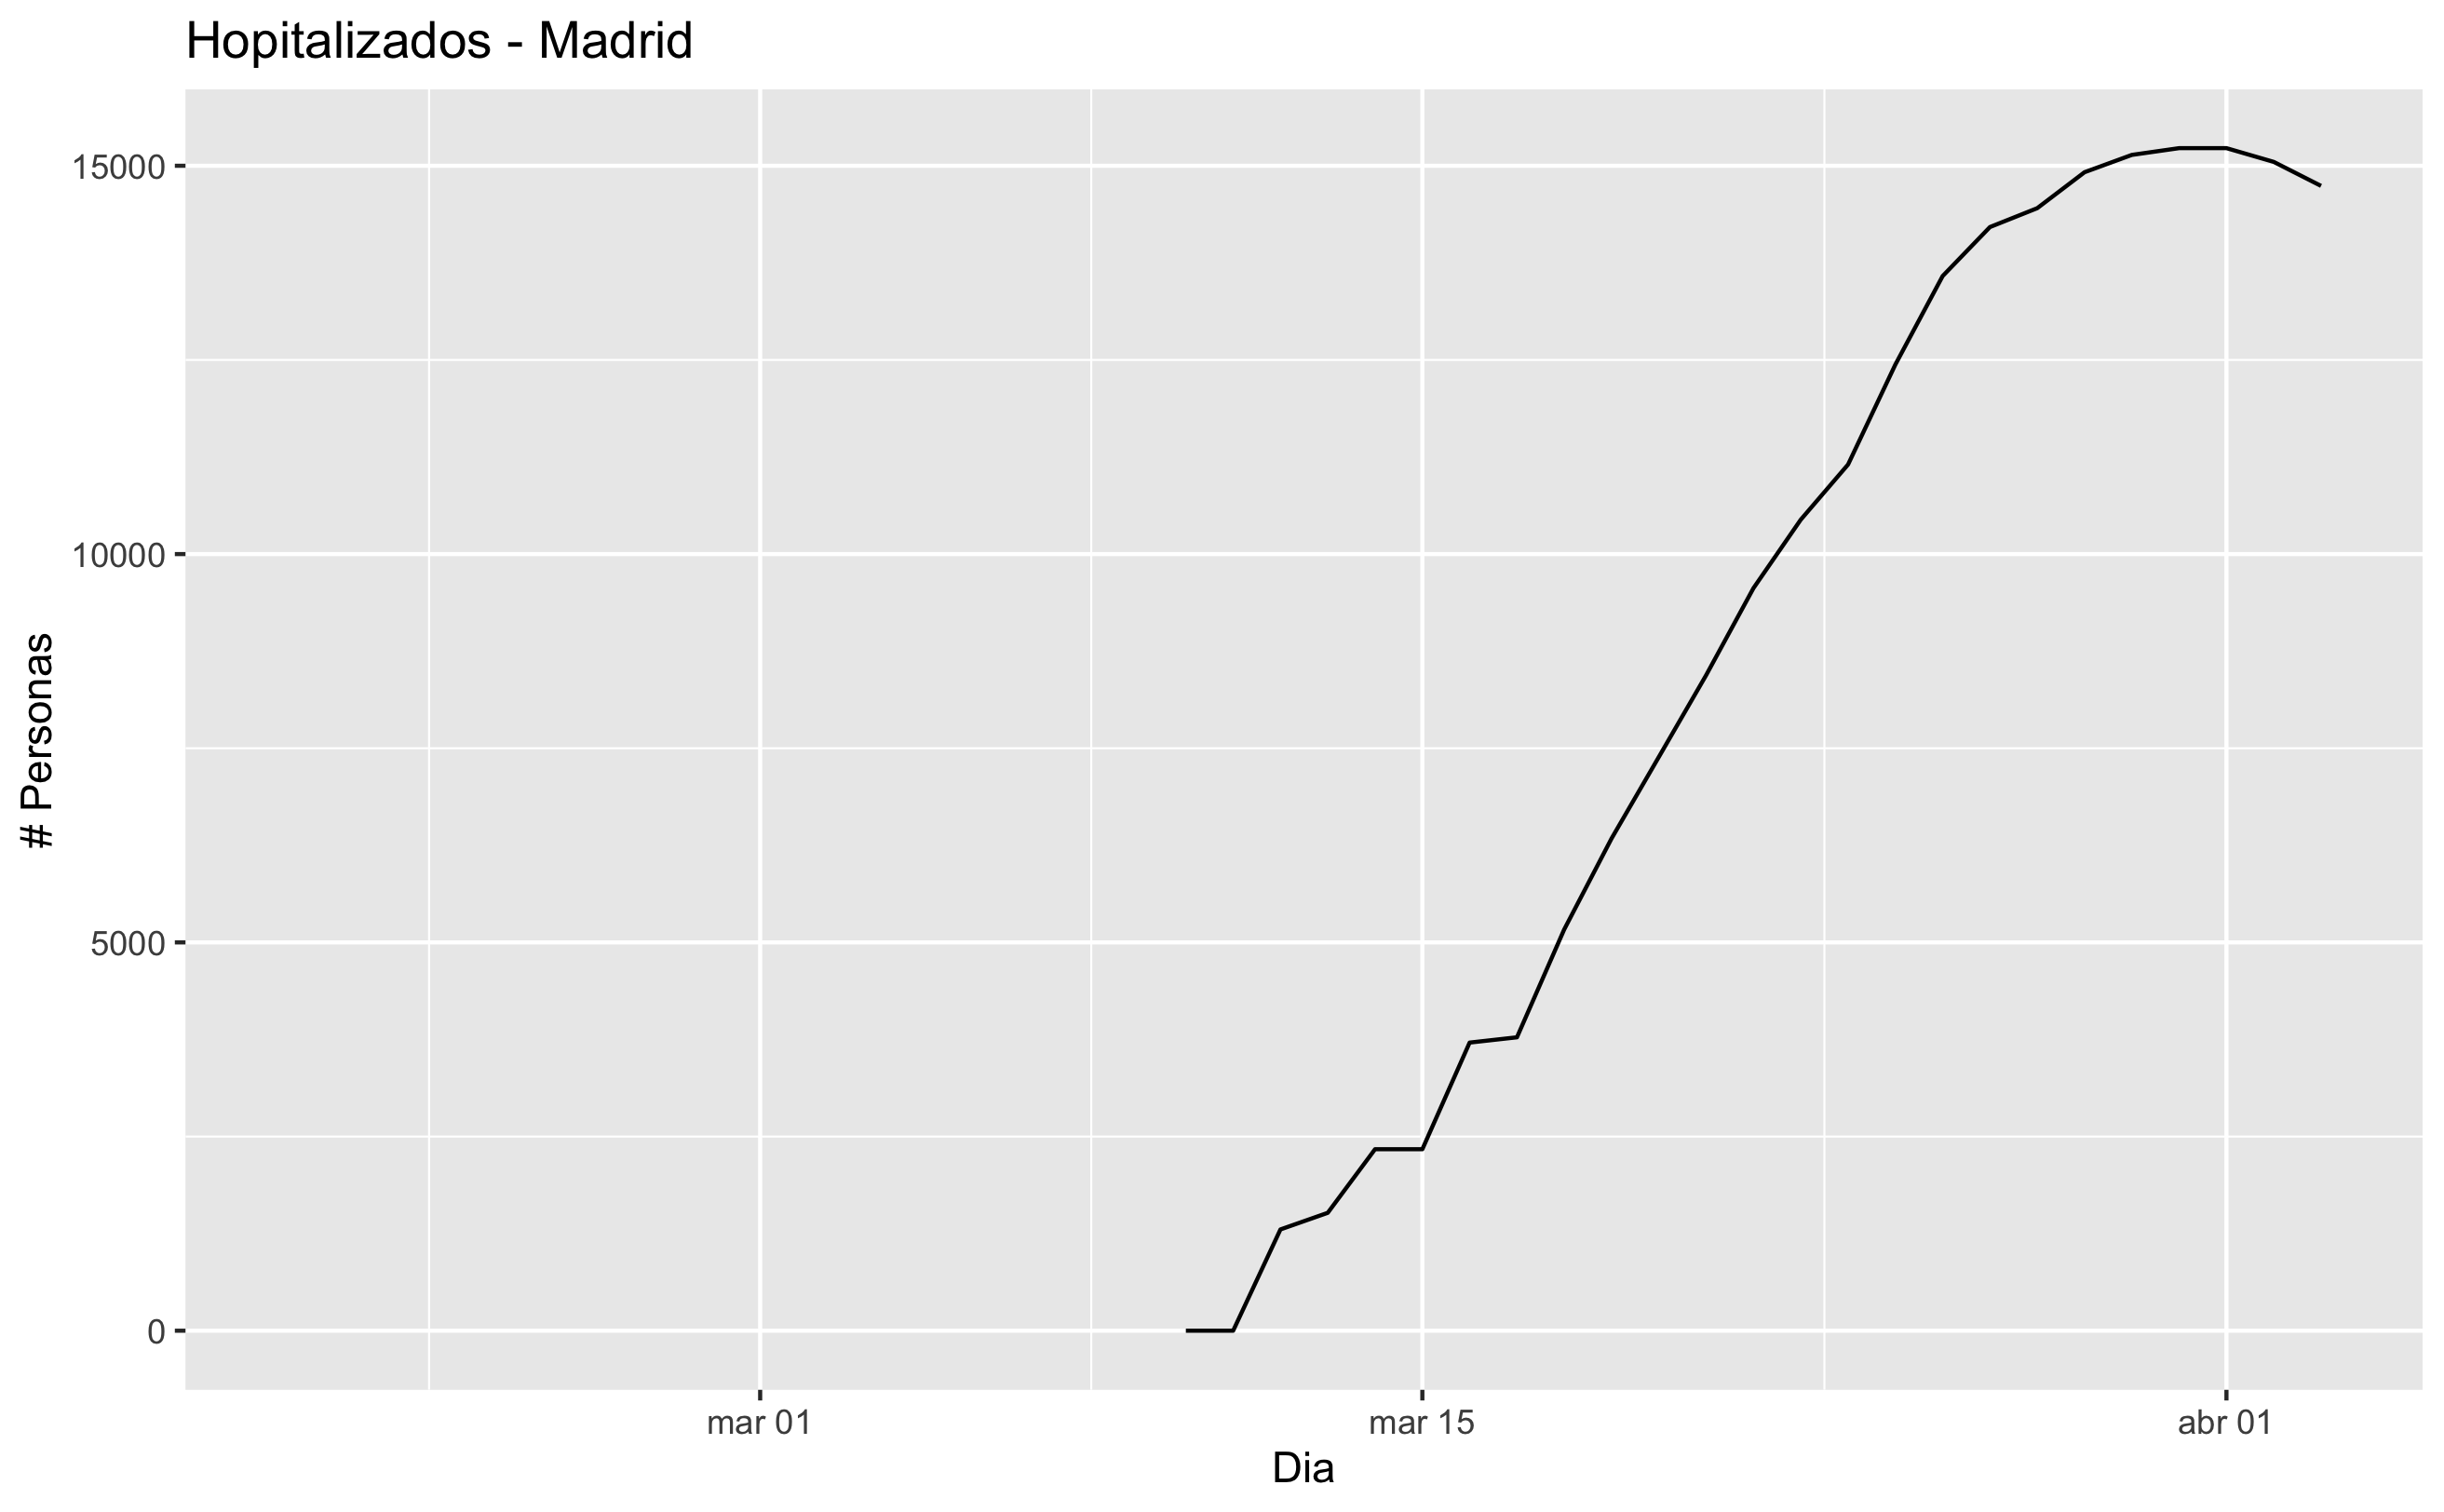 Hopitalizados - Madrid
15000
10000
5000
0
# Personas
mar 01
mar 15
abr 01
Dia